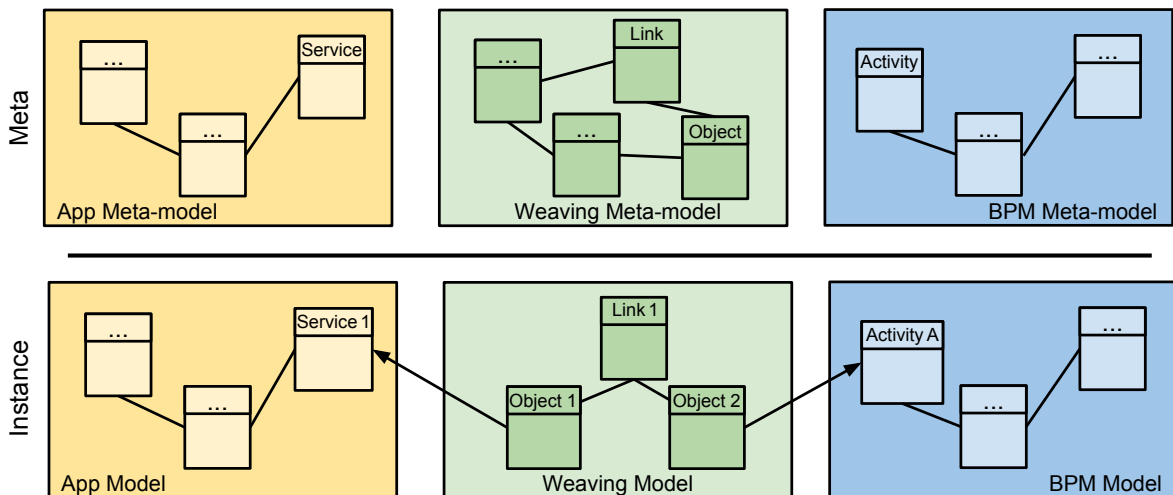 Meta
...
Service
...
App Meta-model
...
Link
...
Object
Weaving Meta-model
Activity
...
...
BPM Meta-model
Instance
...
Service 1
...
App Model
Link 1
Object 1
Object 2
Weaving Model
Activity A
...
...
BPM Model